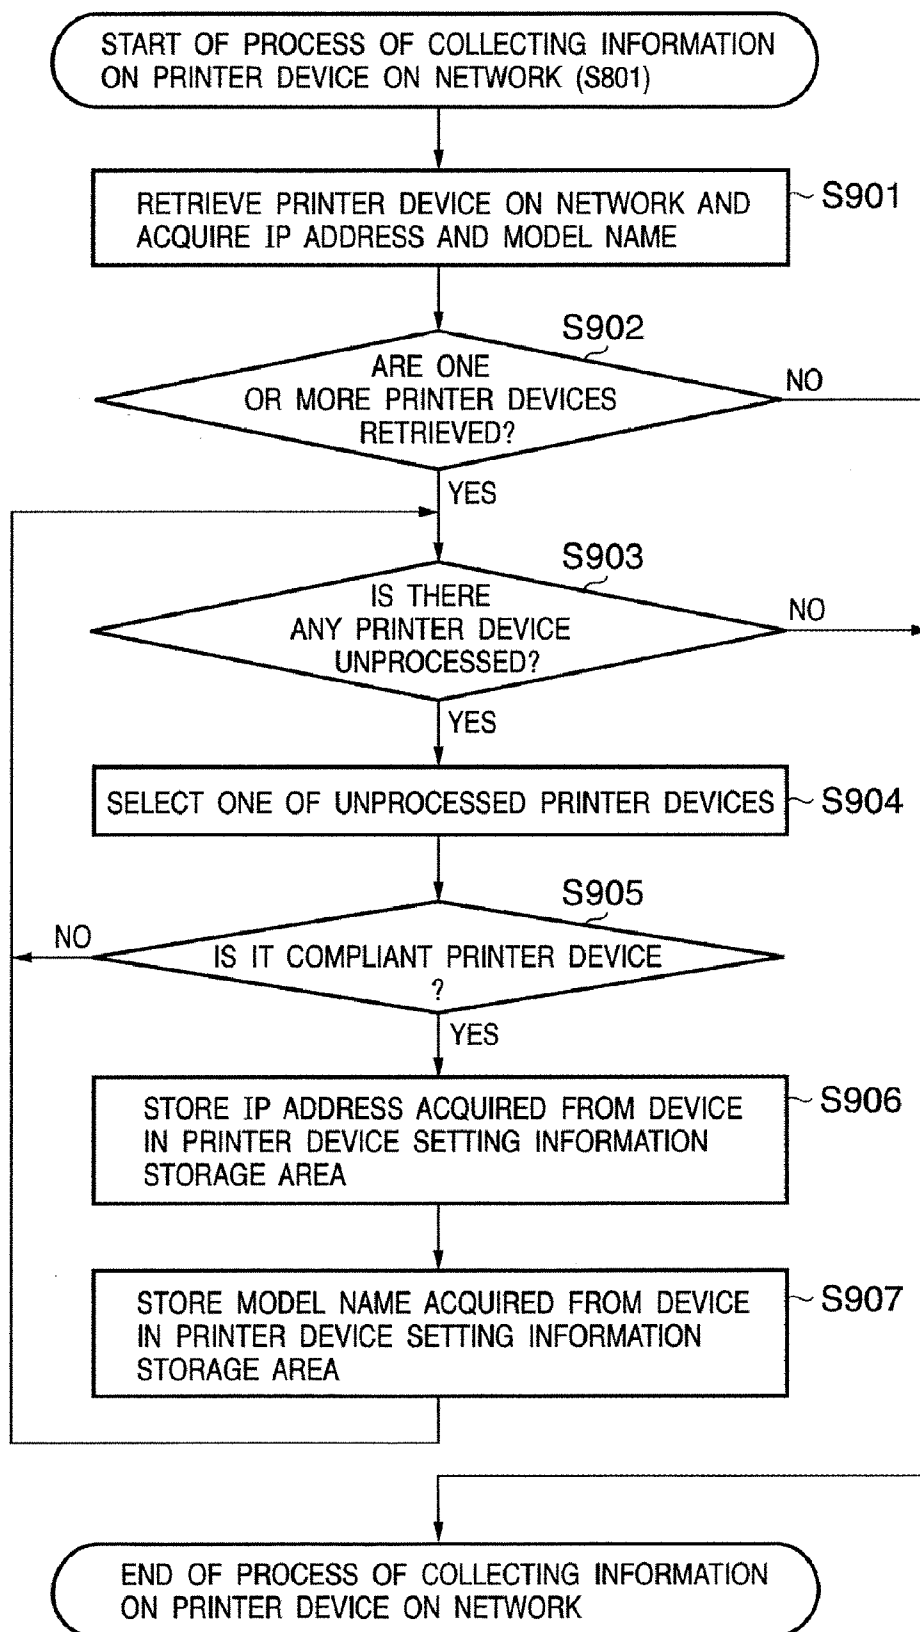 START OF PROCESS OF COLLECTING INFORMATION
ON PRINTER DEVICE ON NETWORK (S801)
RETRIEVE PRINTER DEVICE ON NETWORK AND
ACQUIRE IP ADDRESS AND MODEL NAME
S901
S902
ARE ONE
OR MORE PRINTER DEVICES
RETRIEVED?
NO
YES
S903
IS THERE
ANY PRINTER DEVICE
UNPROCESSED?
NO
YES
SELECT ONE OF UNPROCESSED PRINTER DEVICES
S904
S905
NO
IS IT COMPLIANT PRINTER DEVICE
?
YES
STORE IP ADDRESS ACQUIRED FROM DEVICE
IN PRINTER DEVICE SETTING INFORMATION
STORAGE AREA
S906
STORE MODEL NAME ACQUIRED FROM DEVICE
IN PRINTER DEVICE SETTING INFORMATION
STORAGE AREA
S907
END OF PROCESS OF COLLECTING INFORMATION
ON PRINTER DEVICE ON NETWORK